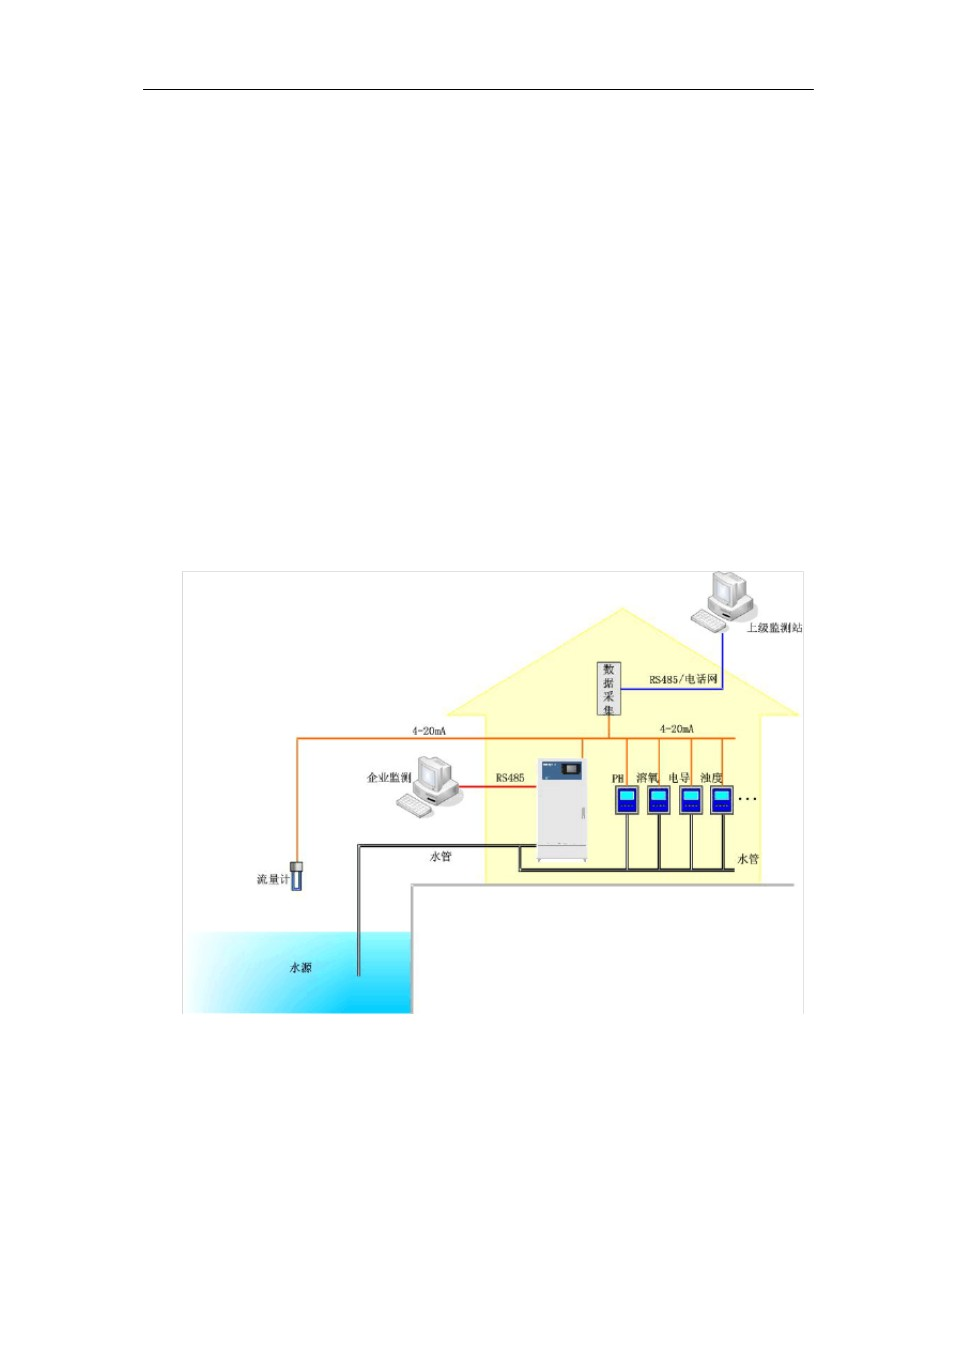 上级监测站
数据采集
RS485/电话网
4-20mA
4-20mA
企业监测
RS485
PH
溶氧
电导
浊度
...
水管
水管
流量计
水源